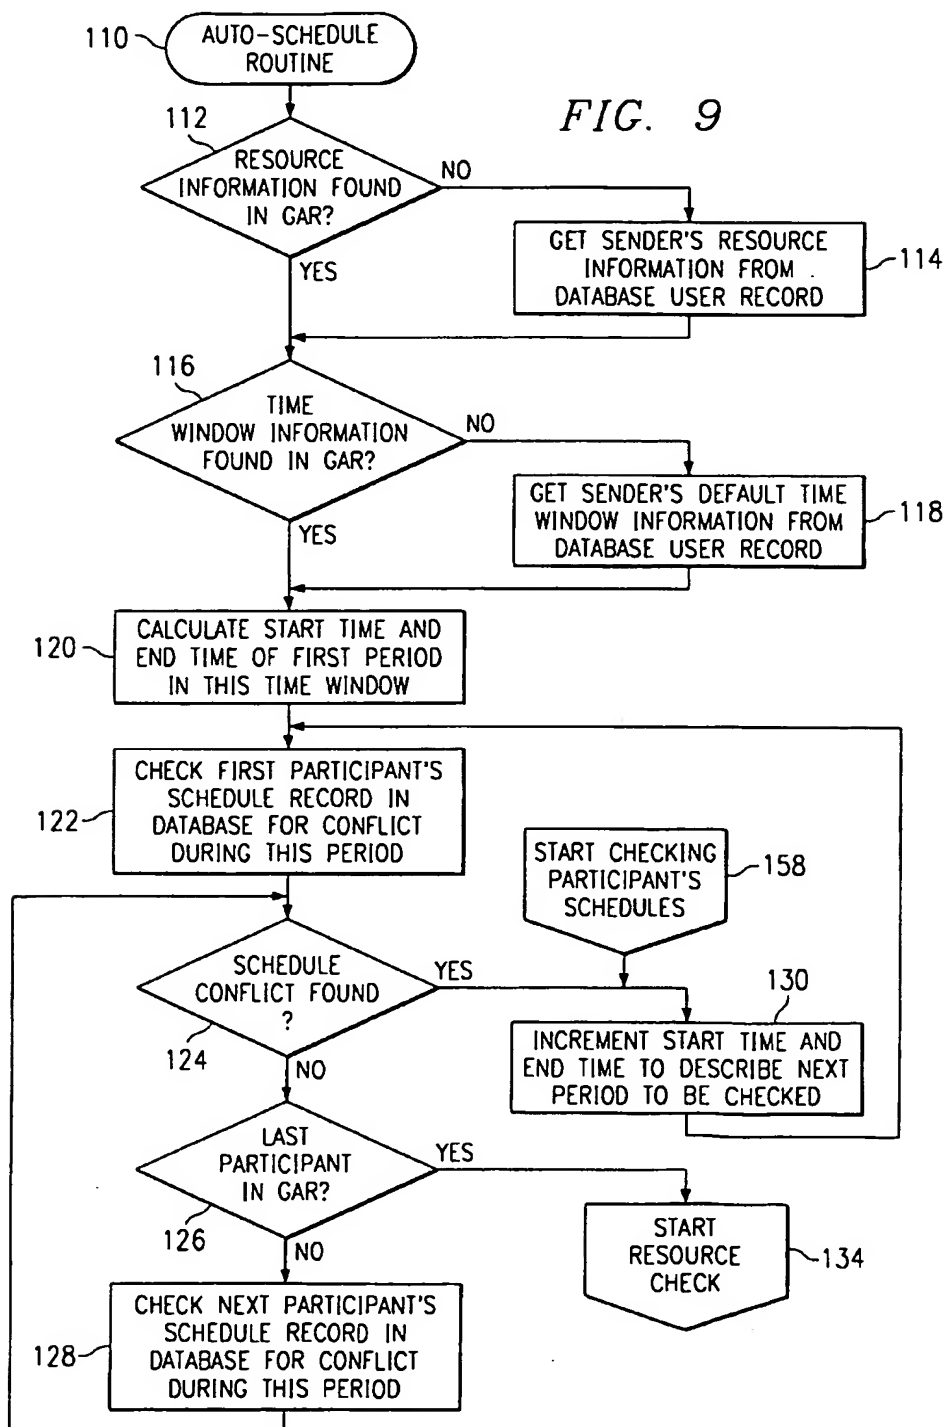 110
AUTO-SCHEDULE
ROUTINE
FIG. 9
112
RESOURCE
INFORMATION FOUND
IN GAR?
NO
YES
GET SENDER'S RESOURCE
INFORMATION FROM
DATABASE USER RECORD
114
116
TIME
WINDOW INFORMATION
FOUND IN GAR?
NO
YES
GET SENDER'S DEFAULT TIME
WINDOW INFORMATION FROM
DATABASE USER RECORD
118
120
CALCULATE START TIME AND
END TIME OF FIRST PERIOD
IN THIS TIME WINDOW
122
CHECK FIRST PARTICIPANT'S
SCHEDULE RECORD IN
DATABASE FOR CONFLICT
DURING THIS PERIOD
START CHECKING
PARTICIPANT'S
SCHEDULES
158
SCHEDULE
CONFLICT FOUND
?
YES
124
NO
130
INCREMENT START TIME AND
END TIME TO DESCRIBE NEXT
PERIOD TO BE CHECKED
LAST
PARTICIPANT
IN GAR?
YES
126
NO
START
RESOURCE
CHECK
134
128
CHECK NEXT PARTICIPANT'S
SCHEDULE RECORD IN
DATABASE FOR CONFLICT
DURING THIS PERIOD